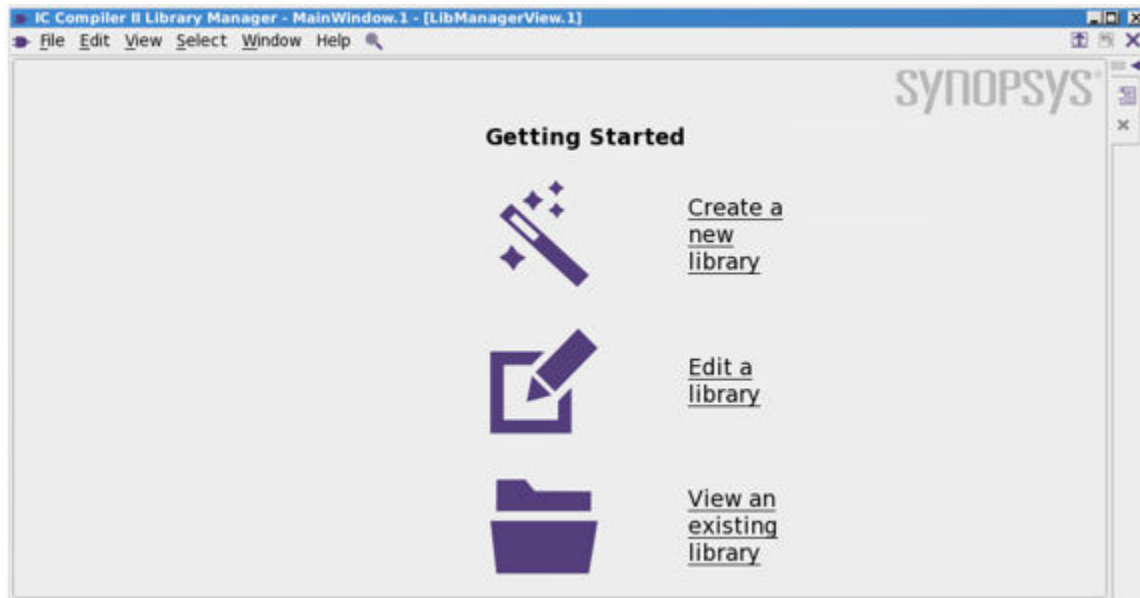 IC Compiler II Library Manager - MainWindow.1 - [LibManagerView.1]
File Edit View Select Window Help
SYNOPSYS
Getting Started
Create a
new
library
Edit a
library
View an
existing
library